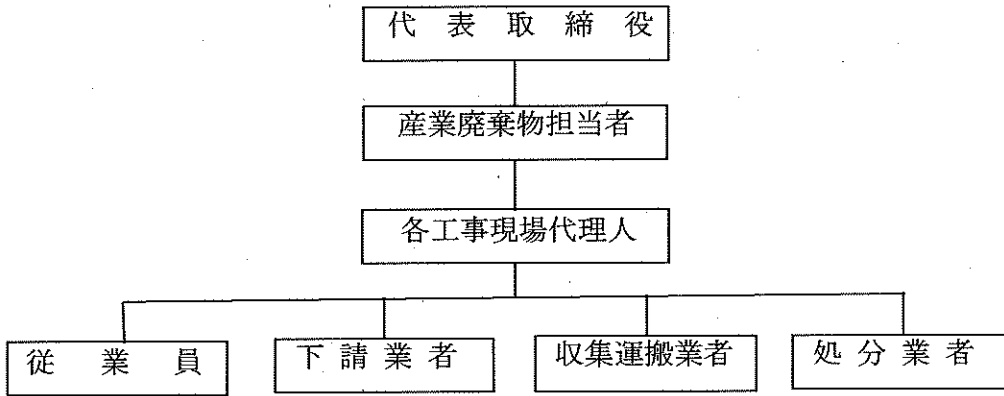 代表取締役
産業廃棄物担当者
各工事現場代理人
従業員
下請業者
収集運搬業者
処分業者